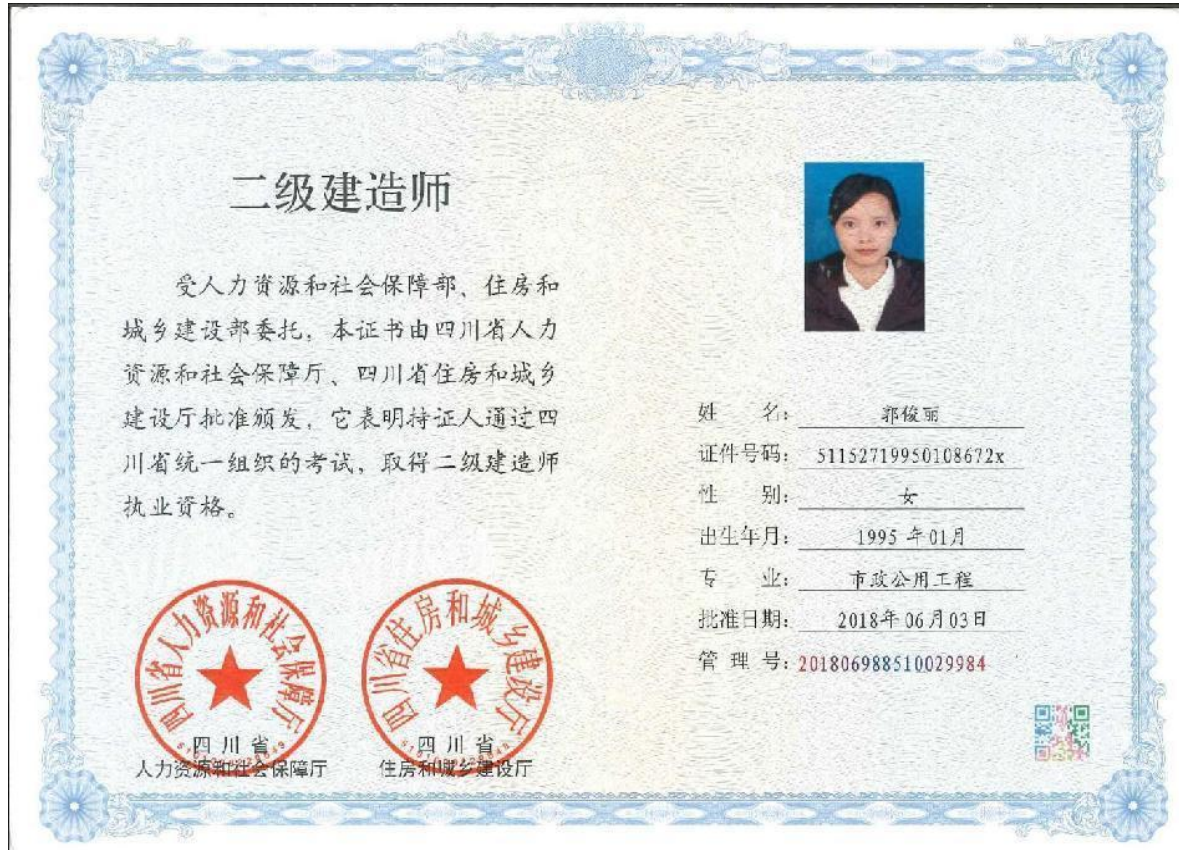 二级建造师
受人力资源和社会保障部、住房和
城乡建设部委托，本证书由四川省人力
资源和社会保障厅、四川省住房和城乡
建设厅批准颁发，它表明持证人通过四
川省统一组织的考试，取得二级建造师
执业资格。
四川省人力资源和社会保障厅
四川省
人力资源和社会保障厅
四川省住房和城乡建设厅
四川省
住房和城乡建设厅
姓 名：郭俊丽
证件号码：51152719950108672x
性 别：女
出生年月：1995 年01月
专 业：市政公用工程
批准日期：2018年06月03日
管 理 号：201806988510029984